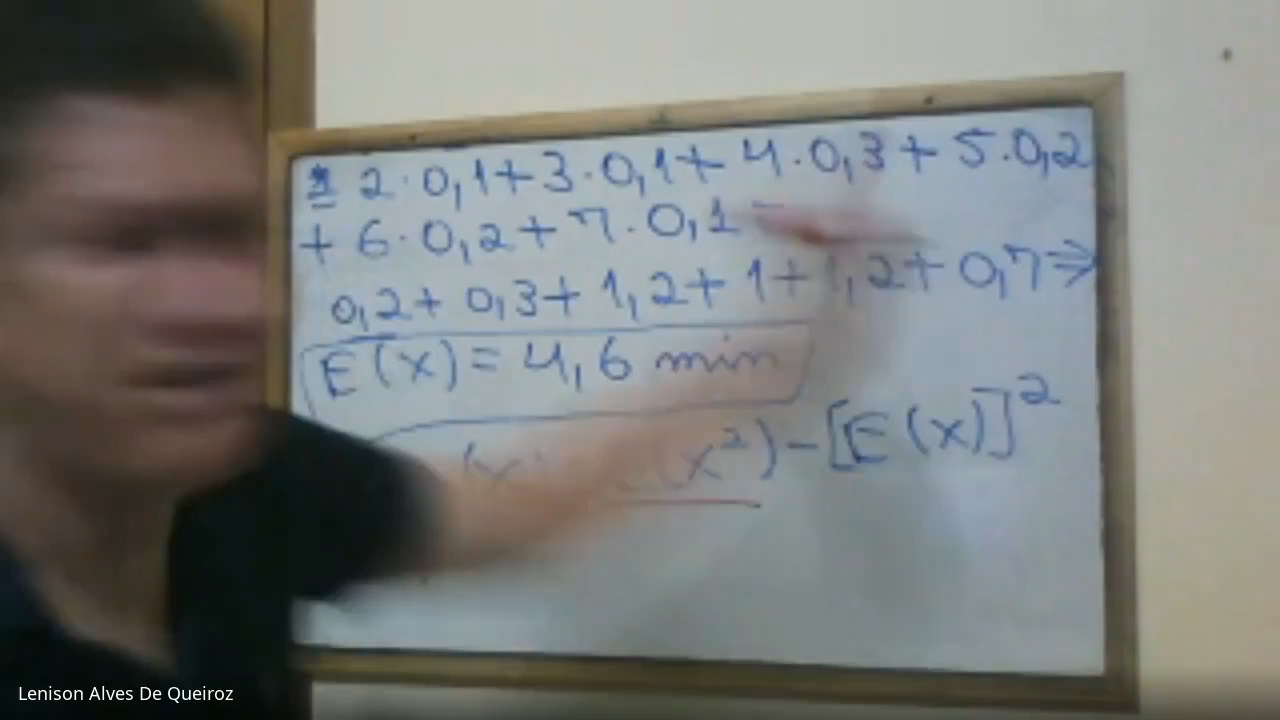 = 2·0,1+3·0,1+4·0,3+5·0,2
+ 6·0,2+7·0,1
0,2+0,3+1,2+1+1,2+0,7⇒
E(x)=4,6 min
(x²)-[E(x)]²
Lenison Alves De Queiroz